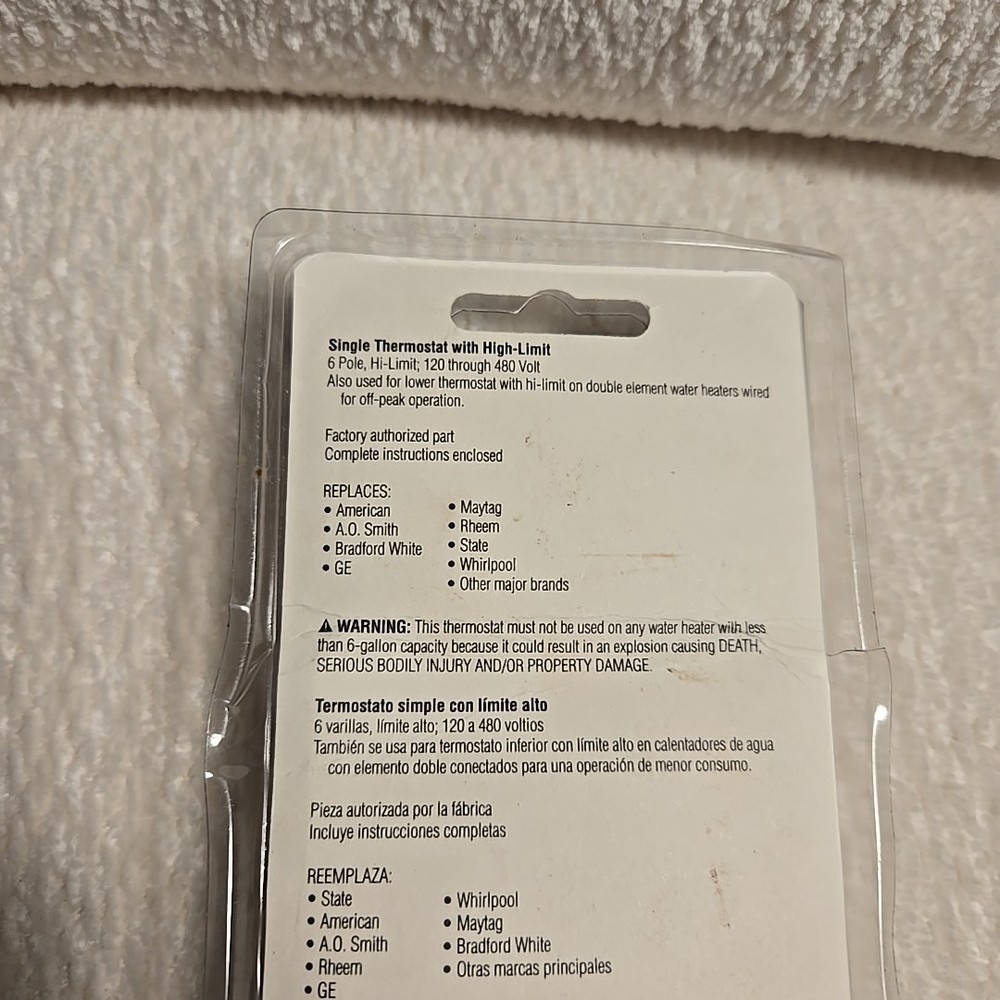 Single Thermostat with High-Limit
6 Pole, Hi-Limit; 120 through 480 Volt
Also used for lower thermostat with hi-limit on double element water heaters wired
for off-peak operation.
Factory authorized part
Complete instructions enclosed
REPLACES:
• American
• A.O. Smith
• Bradford White
• GE
• Maytag
• Rheem
• State
• Whirlpool
• Other major brands
⚠ WARNING: This thermostat must not be used on any water heater with less
than 6-gallon capacity because it could result in an explosion causing DEATH,
SERIOUS BODILY INJURY AND/OR PROPERTY DAMAGE.
Termostato simple con límite alto
6 varillas, límite alto; 120 a 480 voltios
También se usa para termostato inferior con límite alto en calentadores de agua
con elemento doble conectados para una operación de menor consumo.
Pieza autorizada por la fábrica
Incluye instrucciones completas
REEMPLAZA:
• State
• American
• A.O. Smith
• Rheem
• GE
• Whirlpool
• Maytag
• Bradford White
• Otras marcas principales